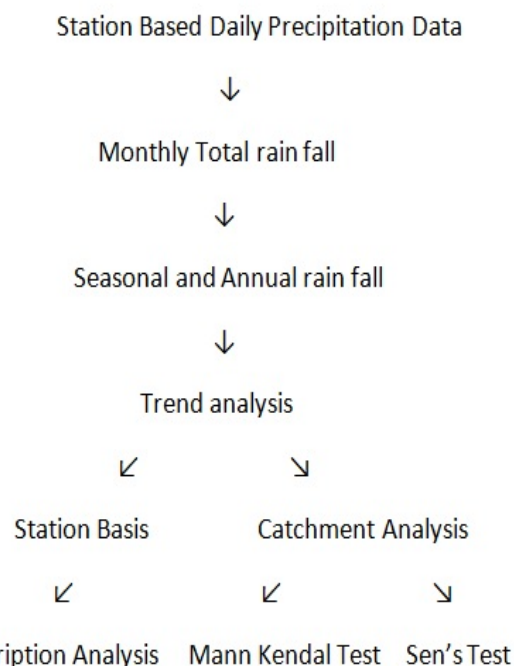 Station Based Daily Precipitation Data
↓
Monthly Total rain fall
↓
Seasonal and Annual rain fall
↓
Trend analysis
↙ ↘
Station Basis Catchment Analysis
↙ ↙ ↘
Analysis Mann Kendal Test Sen's Test